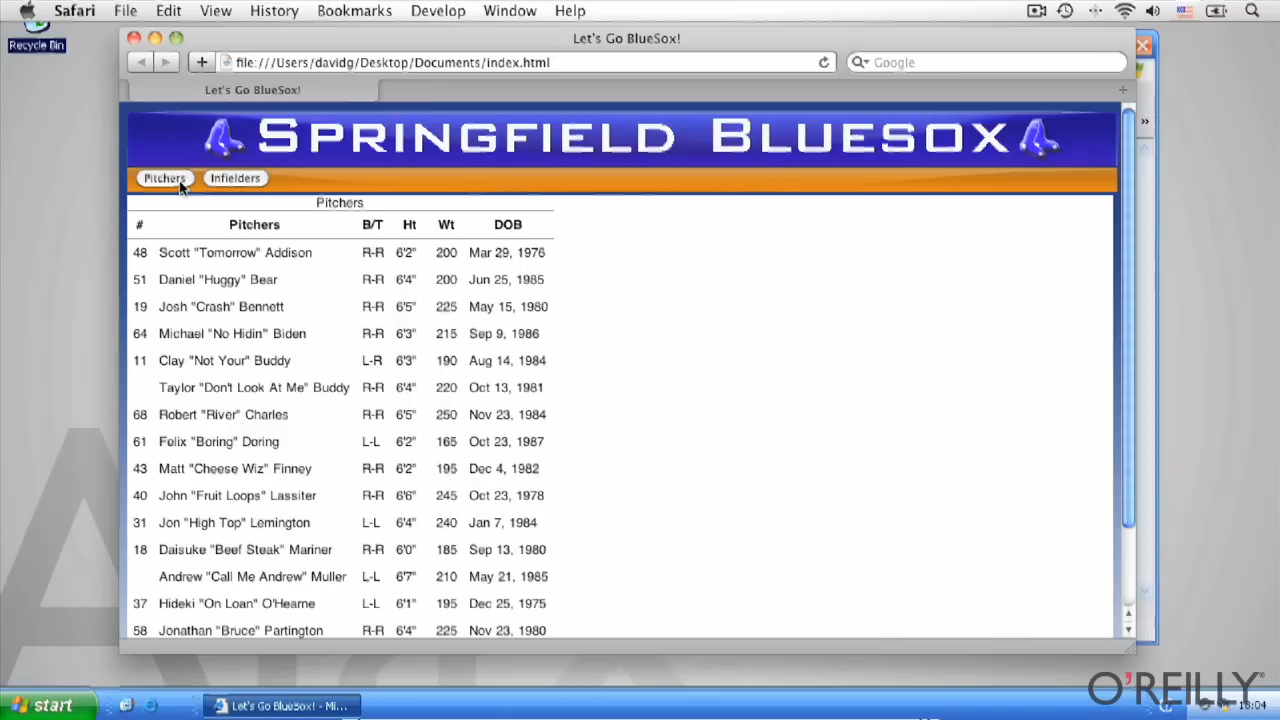 Safari File Edit View History Bookmarks Develop Window Help
Recycle Bin
Let's Go BlueSox!
file:///Users/davidg/Desktop/Documents/index.html
Google
Let's Go BlueSox!
SPRINGFIELD BLUESOX
Pitchers Infielders
Pitchers
# Pitchers B/T Ht Wt DOB
48 Scott "Tomorrow" Addison R-R 6'2" 200 Mar 29, 1976
51 Daniel "Huggy" Bear R-R 6'4" 200 Jun 25, 1985
19 Josh "Crash" Bennett R-R 6'5" 225 May 15, 1980
64 Michael "No Hidin" Biden R-R 6'3" 215 Sep 9, 1986
11 Clay "Not Your" Buddy L-R 6'3" 190 Aug 14, 1984
Taylor "Don't Look At Me" Buddy R-R 6'4" 220 Oct 13, 1981
68 Robert "River" Charles R-R 6'5" 250 Nov 23, 1984
61 Felix "Boring" Doring L-L 6'2" 165 Oct 23, 1987
43 Matt "Cheese Wiz" Finney R-R 6'2" 195 Dec 4, 1982
40 John "Fruit Loops" Lassiter R-R 6'6" 245 Oct 23, 1978
31 Jon "High Top" Lemington L-L 6'4" 240 Jan 7, 1984
18 Daisuke "Beef Steak" Mariner R-R 6'0" 185 Sep 13, 1980
Andrew "Call Me Andrew" Muller L-L 6'7" 210 May 21, 1985
37 Hideki "On Loan" O'Hearne L-L 6'1" 195 Dec 25, 1975
58 Jonathan "Bruce" Partington R-R 6'4" 225 Nov 23, 1980
O'REILLY
start Let's Go BlueSox! - Mi... 18:04